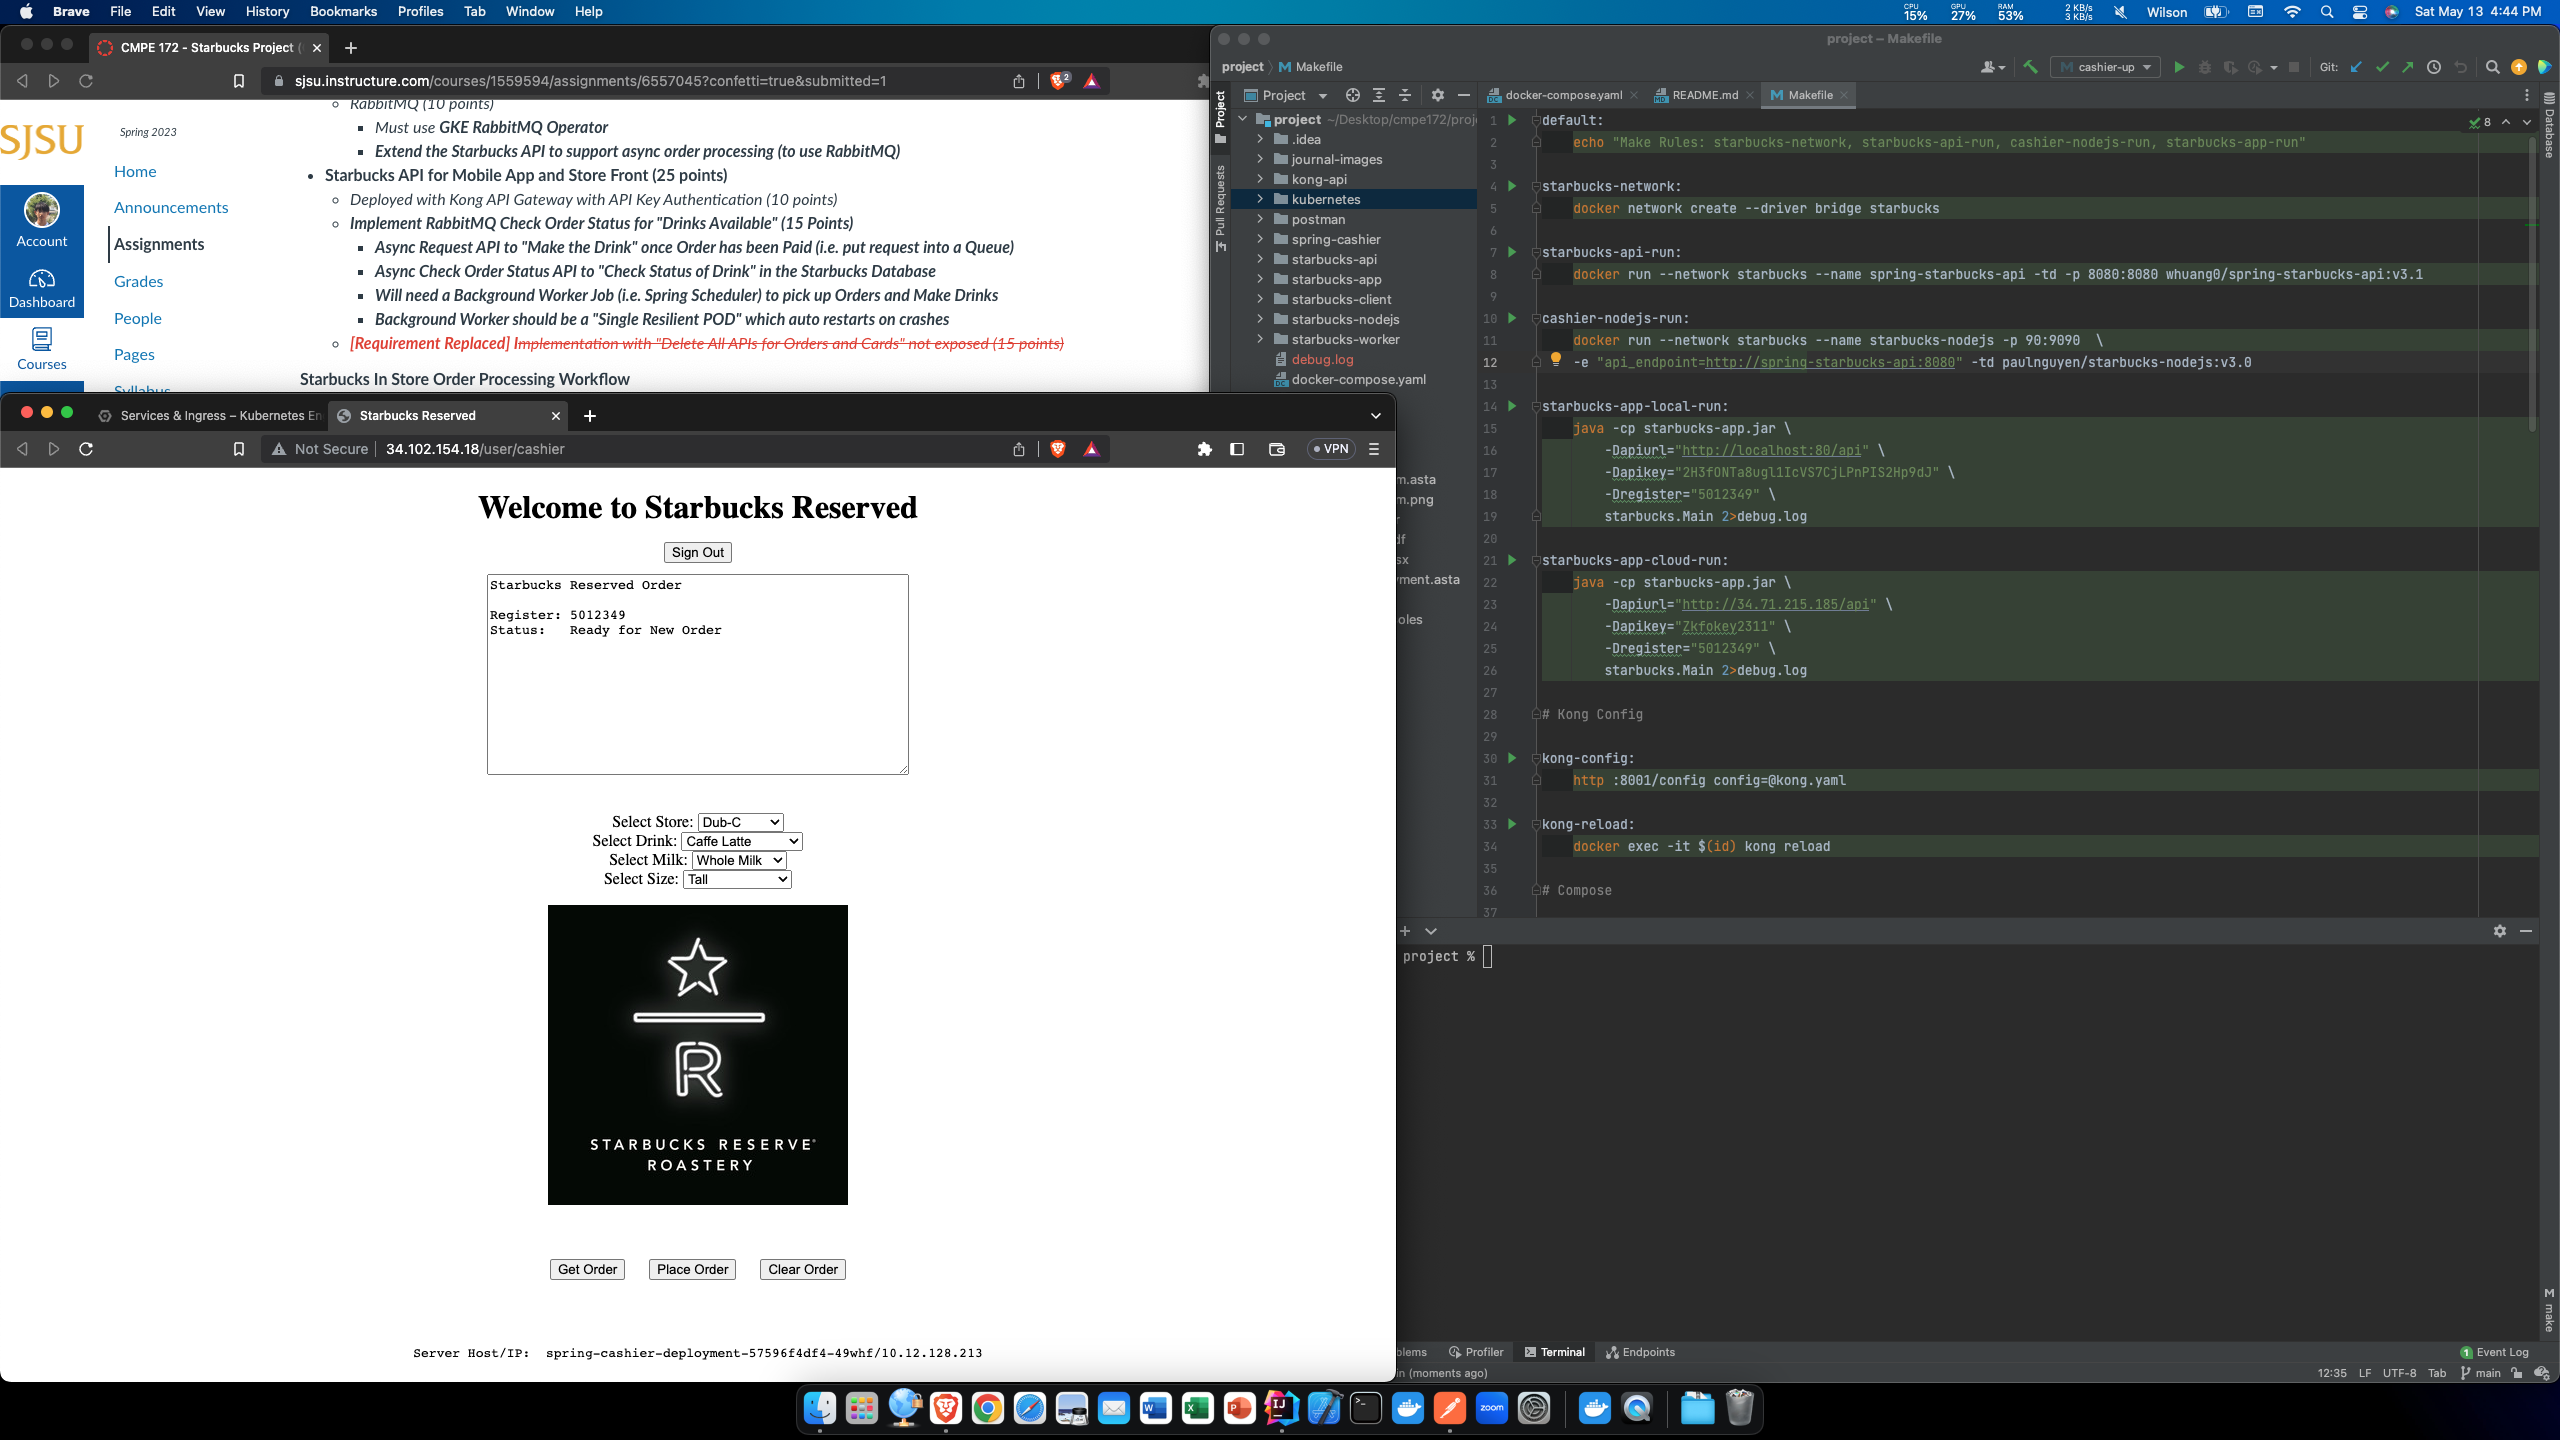 Brave File Edit View History Bookmarks Profiles Tab Window Help
CPU 15% GPU 27% RAM 53% 2 KB/s 3 KB/s Wilson Sat May 13 4:44 PM
CMPE 172 - Starbucks Project (
sjsu.instructure.com/courses/1559594/assignments/6557045?confetti=true&submitted=1
2
SJSU
Account
Dashboard
Courses
Spring 2023
Home
Announcements
Assignments
Grades
People
Pages
Syllabus
RabbitMQ (10 points)
Must use GKE RabbitMQ Operator
Extend the Starbucks API to support async order processing (to use RabbitMQ)
Starbucks API for Mobile App and Store Front (25 points)
Deployed with Kong API Gateway with API Key Authentication (10 points)
Implement RabbitMQ Check Order Status for "Drinks Available" (15 Points)
Async Request API to "Make the Drink" once Order has been Paid (i.e. put request into a Queue)
Async Check Order Status API to "Check Status of Drink" in the Starbucks Database
Will need a Background Worker Job (i.e. Spring Scheduler) to pick up Orders and Make Drinks
Background Worker should be a "Single Resilient POD" which auto restarts on crashes
[Requirement Replaced] Implementation with "Delete All APIs for Orders and Cards" not exposed (15 points)
Starbucks In Store Order Processing Workflow
Services & Ingress – Kubernetes En
Starbucks Reserved
Not Secure 34.102.154.18/user/cashier
VPN
Welcome to Starbucks Reserved
Sign Out
Starbucks Reserved Order
Register: 5012349
Status: Ready for New Order
Select Store: Dub-C
Select Drink: Caffe Latte
Select Milk: Whole Milk
Select Size: Tall
R
STARBUCKS RESERVE
ROASTERY
Get Order Place Order Clear Order
Server Host/IP: spring-cashier-deployment-57596f4df4-49whf/10.12.128.213
project – Makefile
project Makefile
cashier-up
Git:
Project
docker-compose.yaml README.md Makefile
Project
Pull Requests
Database
make
project ~/Desktop/cmpe172/proj
.idea
journal-images
kong-api
kubernetes
postman
spring-cashier
starbucks-api
starbucks-app
starbucks-client
starbucks-nodejs
starbucks-worker
debug.log
docker-compose.yaml
m.asta
m.png
r
df
sx
yment.asta
oles
8
1 default:
2 echo "Make Rules: starbucks-network, starbucks-api-run, cashier-nodejs-run, starbucks-app-run"
3
4 starbucks-network:
5 docker network create --driver bridge starbucks
6
7 starbucks-api-run:
8 docker run --network starbucks --name spring-starbucks-api -td -p 8080:8080 whuang0/spring-starbucks-api:v3.1
9
10 cashier-nodejs-run:
11 docker run --network starbucks --name starbucks-nodejs -p 90:9090 \
12 -e "api_endpoint=http://spring-starbucks-api:8080" -td paulnguyen/starbucks-nodejs:v3.0
13
14 starbucks-app-local-run:
15 java -cp starbucks-app.jar \
16 -Dapiurl="http://localhost:80/api" \
17 -Dapikey="2H3fONTa8ugl1IcVS7CjLPnPIS2Hp9dJ" \
18 -Dregister="5012349" \
19 starbucks.Main 2>debug.log
20
21 starbucks-app-cloud-run:
22 java -cp starbucks-app.jar \
23 -Dapiurl="http://34.71.215.185/api" \
24 -Dapikey="Zkfokey2311" \
25 -Dregister="5012349" \
26 starbucks.Main 2>debug.log
27
28 # Kong Config
29
30 kong-config:
31 http :8001/config config=@kong.yaml
32
33 kong-reload:
34 docker exec -it $(id) kong reload
35
36 # Compose
37
project %
blems Profiler Terminal Endpoints
1 Event Log
in (moments ago)
12:35 LF UTF-8 Tab main
zoom